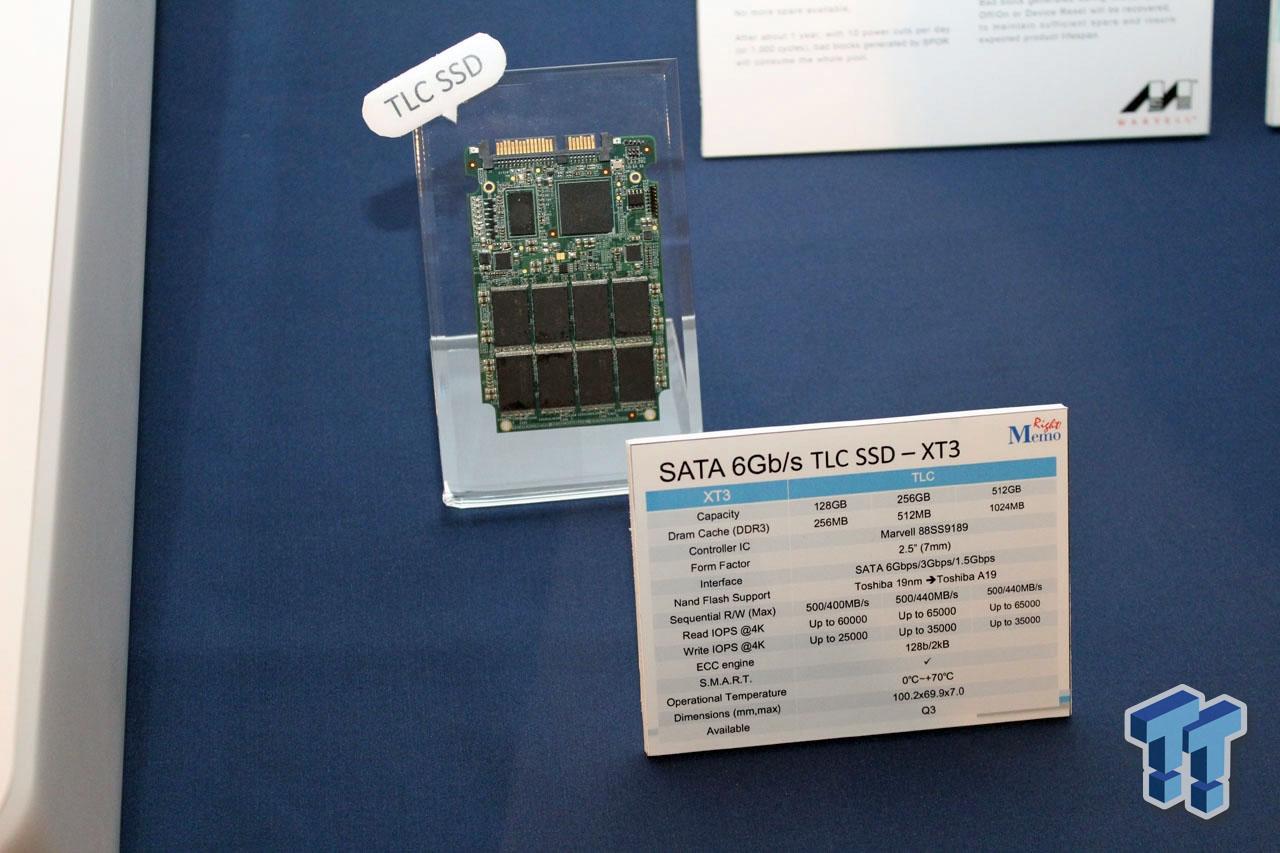 No more spare available,
After about 1 year, with 10 power cuts per day
(or 1,000 cycles), bad blocks generated by SPOR
will consume the whole pool.
Off/On or Device Reset will be recovered,
to maintain sufficient spare and insure
expected product lifespan
MARVELL
TLC SSD
Right
Memo
SATA 6Gb/s TLC SSD – XT3
XT3 TLC
Capacity 128GB 256GB 512GB
Dram Cache (DDR3) 256MB 512MB 1024MB
Controller IC Marvell 88SS9189
Form Factor 2.5" (7mm)
Interface SATA 6Gbps/3Gbps/1.5Gbps
Nand Flash Support Toshiba 19nm ➔Toshiba A19
Sequential R/W (Max) 500/400MB/s 500/440MB/s 500/440MB/s
Read IOPS @4K Up to 60000 Up to 65000 Up to 65000
Write IOPS @4K Up to 25000 Up to 35000 Up to 35000
ECC engine 128b/2kB
S.M.A.R.T. ✓
Operational Temperature 0℃~+70℃
Dimensions (mm,max) 100.2x69.9x7.0
Available Q3
TT